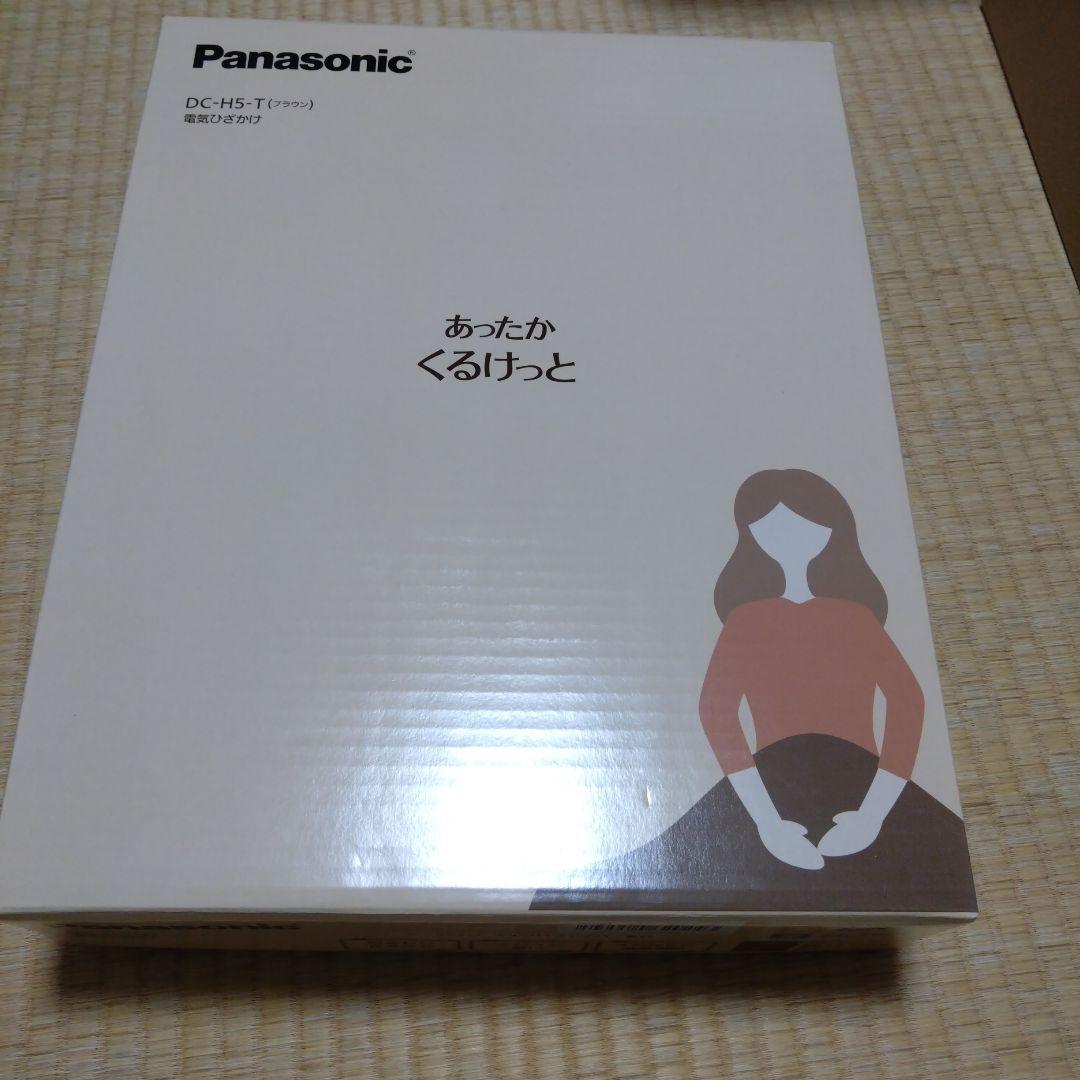 Panasonic®
DC-H5-T(ブラウン)
電気ひざかけ
あったか
くるけっと
Panasonic